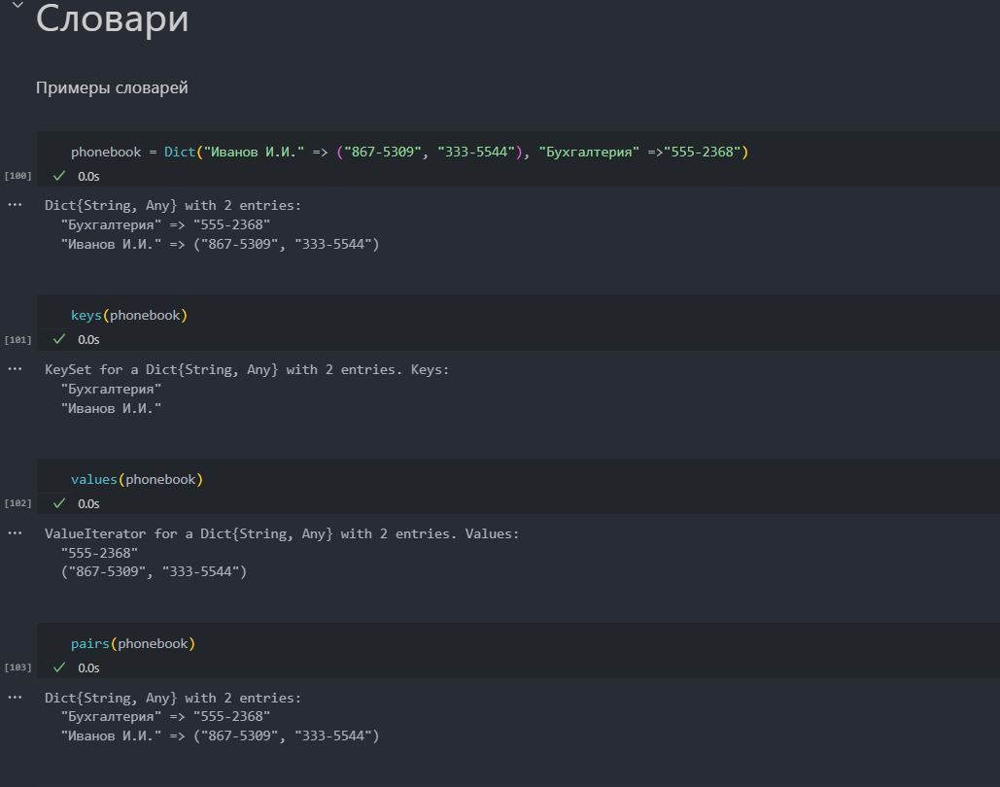 Словари
Примеры словарей
phonebook = Dict("Иванов И.И." => ("867-5309", "333-5544"), "Бухгалтерия" =>"555-2368")
[100] 0.0s
Dict{String, Any} with 2 entries:
"Бухгалтерия" => "555-2368"
"Иванов И.И." => ("867-5309", "333-5544")
keys(phonebook)
[101] 0.0s
KeySet for a Dict{String, Any} with 2 entries. Keys:
"Бухгалтерия"
"Иванов И.И."
values(phonebook)
[102] 0.0s
ValueIterator for a Dict{String, Any} with 2 entries. Values:
"555-2368"
("867-5309", "333-5544")
pairs(phonebook)
[103] 0.0s
Dict{String, Any} with 2 entries:
"Бухгалтерия" => "555-2368"
"Иванов И.И." => ("867-5309", "333-5544")